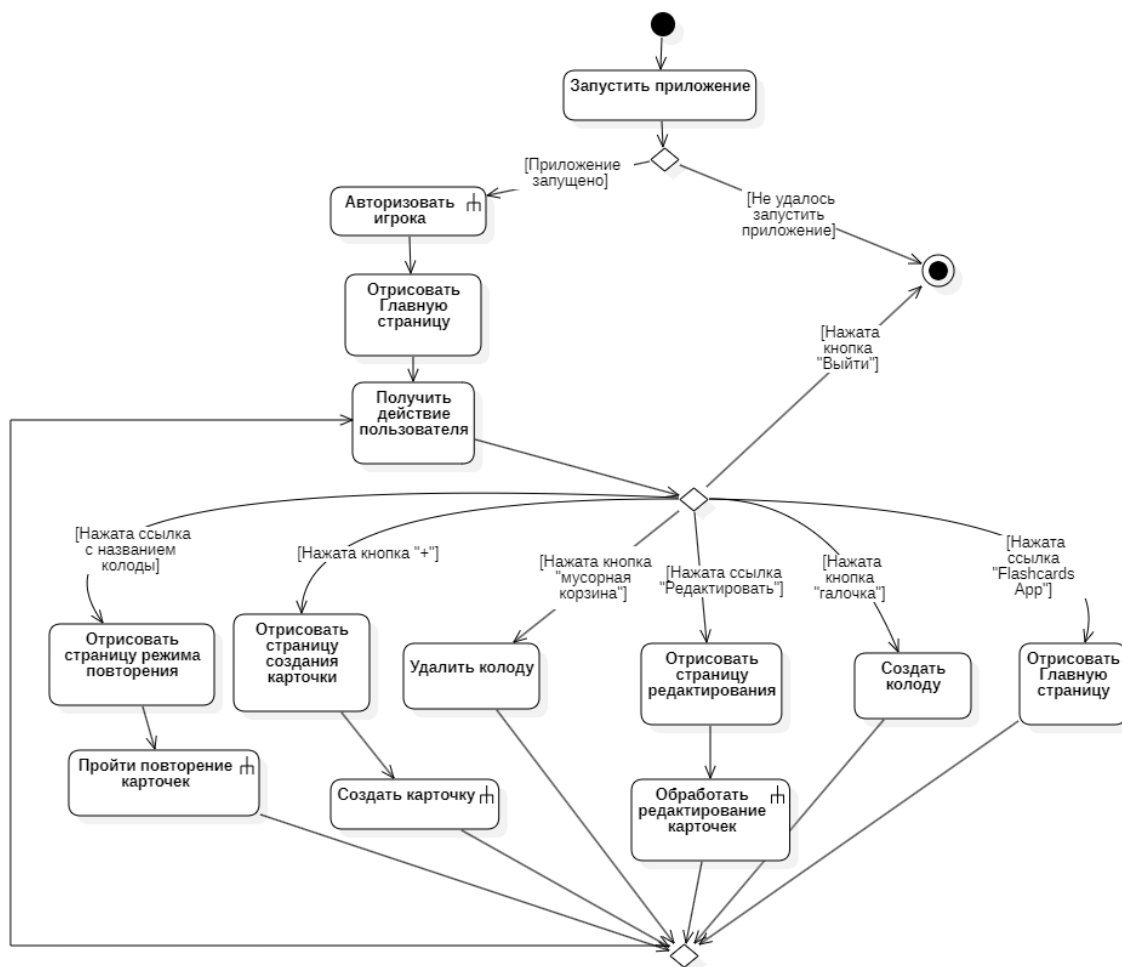 Запустить приложение
[Приложение
запущено]
[Не удалось
запустить
приложение]
Авторизовать
игрока
Отрисовать
Главную
страницу
[Нажата
кнопка
"Выйти"]
Получить
действие
пользователя
[Нажата ссылка
с названием
колоды]
[Нажата кнопка "+"]
[Нажата кнопка
"мусорная
корзина"]
[Нажата ссылка
"Редактировать"]
[Нажата
кнопка
"галочка"]
[Нажата
ссылка
"Flashcards
App"]
Отрисовать
страницу режима
повторения
Отрисовать
страницу
создания
карточки
Удалить колоду
Отрисовать
страницу
редактирования
Создать
колоду
Отрисовать
Главную
страницу
Пройти повторение
карточек
Создать карточку
Обработать
редактирование
карточек